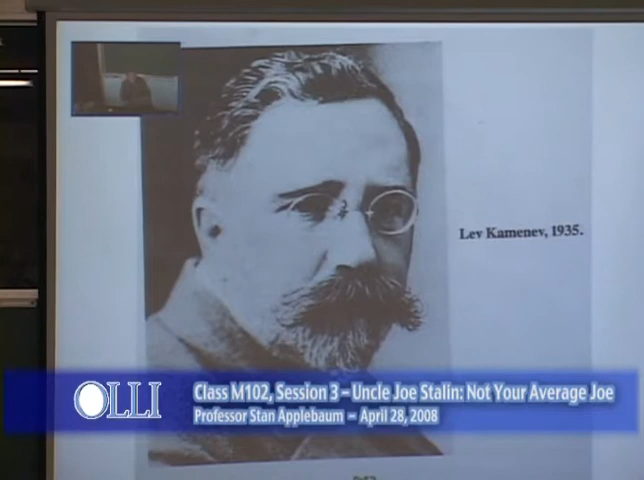 Lev Kamenev, 1935.
OLLI
Class M102, Session 3 – Uncle Joe Stalin: Not Your Average Joe
Professor Stan Applebaum – April 28, 2008